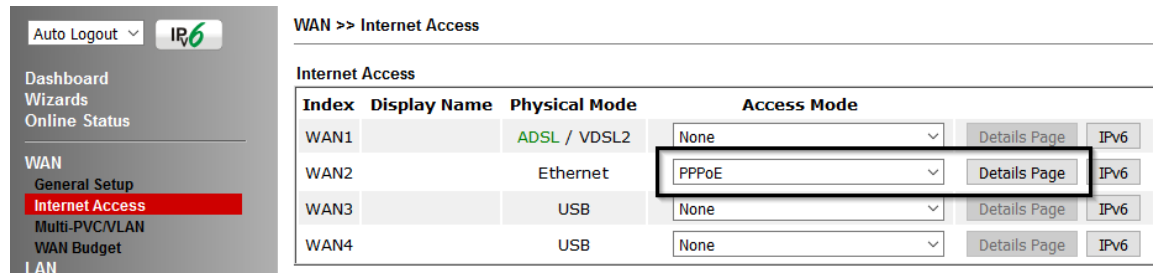 Auto Logout
IPv6
Dashboard
Wizards
Online Status
WAN
General Setup
Internet Access
Multi-PVC/VLAN
WAN Budget
LAN
WAN >> Internet Access
Internet Access
Index Display Name Physical Mode Access Mode
WAN1 ADSL / VDSL2 None Details Page IPv6
WAN2 Ethernet PPPoE Details Page IPv6
WAN3 USB None Details Page IPv6
WAN4 USB None Details Page IPv6